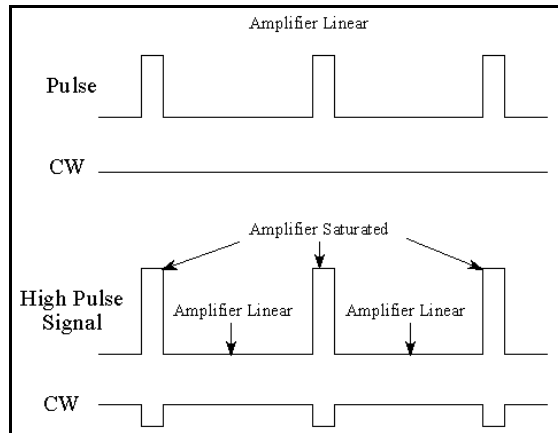 Amplifier Linear
Pulse
CW
Amplifier Saturated
High Pulse
Signal
Amplifier Linear
Amplifier Linear
CW